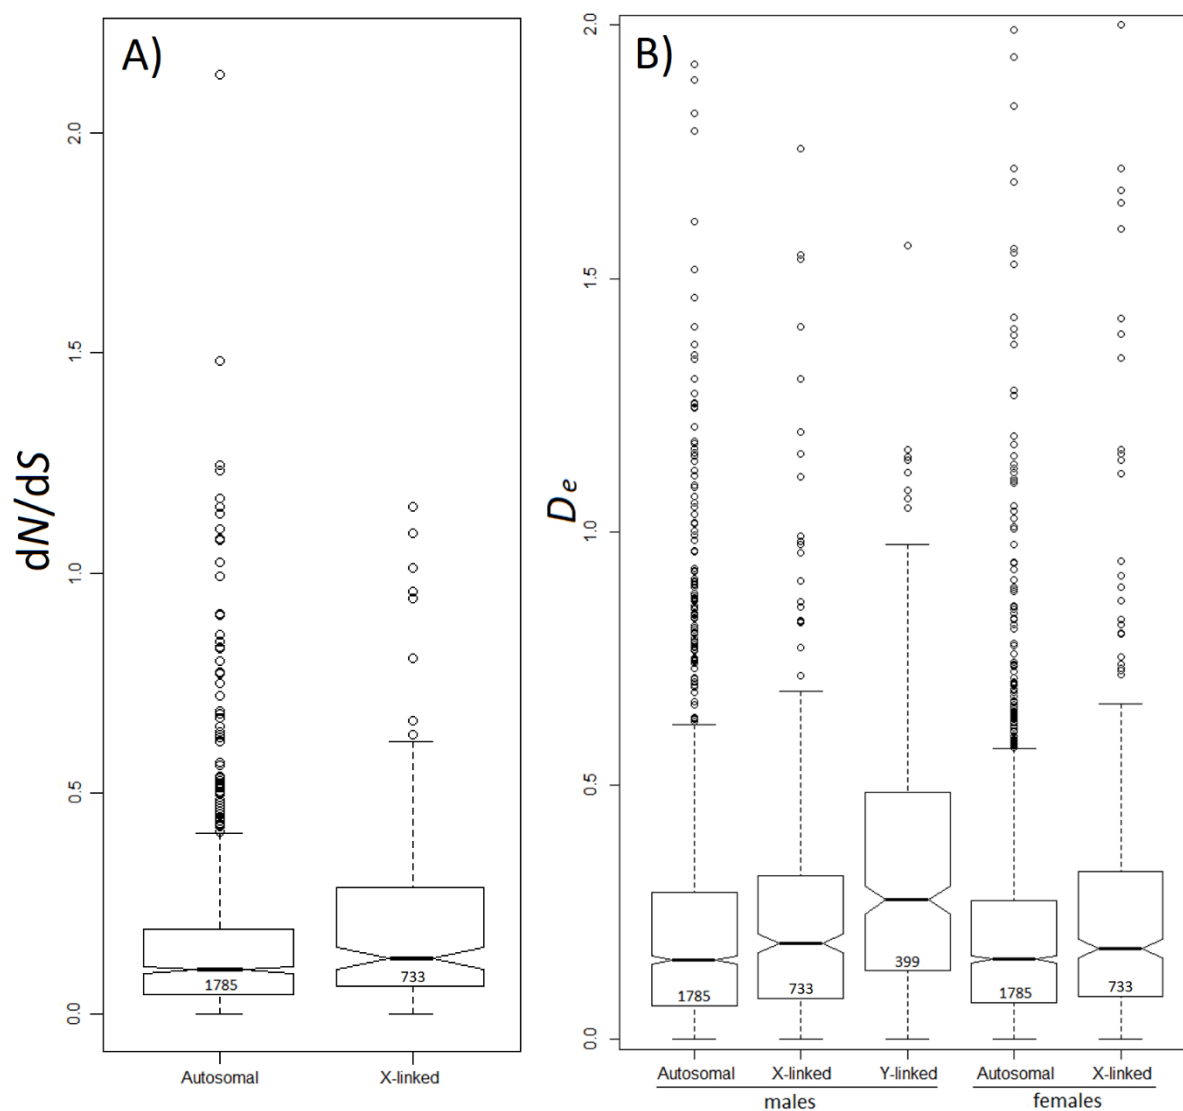 A)
dN/dS
2.0
1.5
1.0
0.5
0.0
1785
733
Autosomal
X-linked
B)
De
2.0
1.5
1.0
0.5
0.0
1785
733
399
1785
733
Autosomal
X-linked
Y-linked
Autosomal
X-linked
males
females